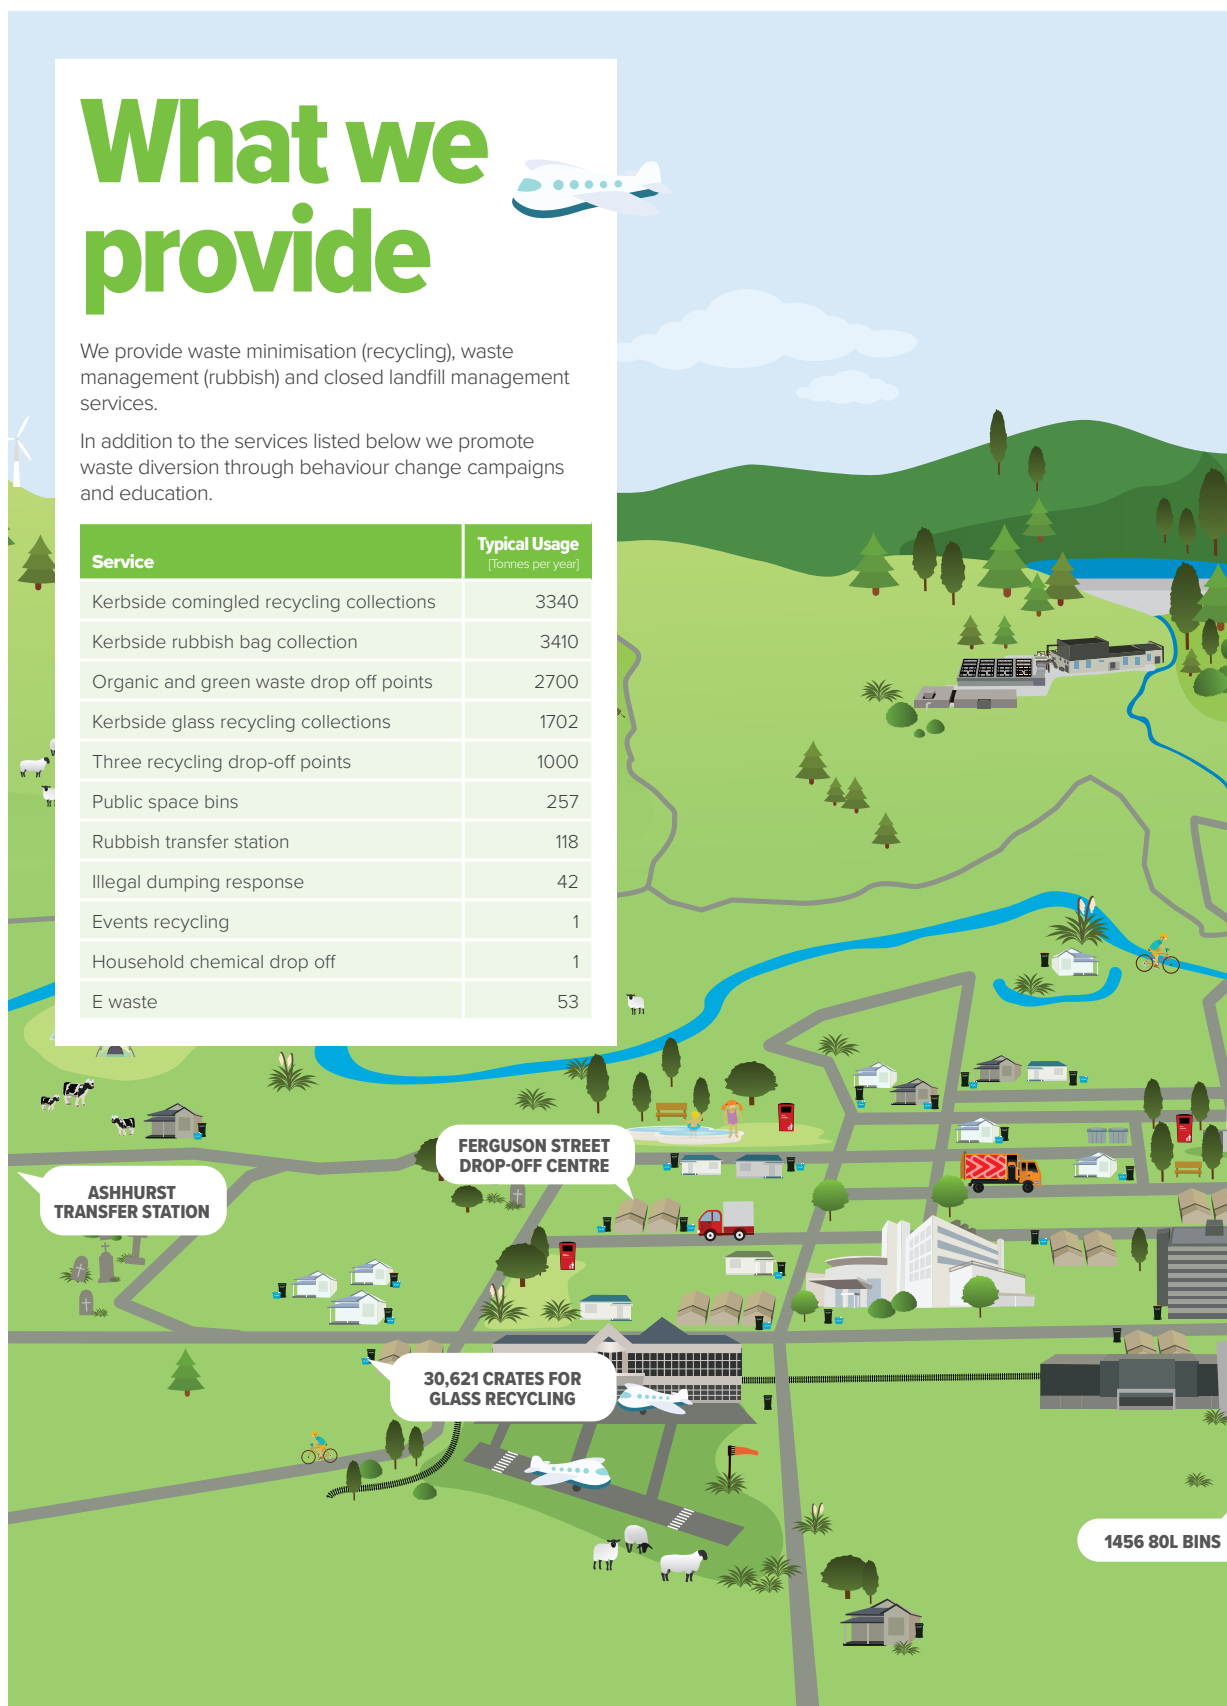 What we
provide
We provide waste minimisation (recycling), waste
management (rubbish) and closed landfill management
services.
In addition to the services listed below we promote
waste diversion through behaviour change campaigns
and education.
Service
Typical Usage
[Tonnes per year]
Kerbside comingled recycling collections 3340
Kerbside rubbish bag collection 3410
Organic and green waste drop off points 2700
Kerbside glass recycling collections 1702
Three recycling drop-off points 1000
Public space bins 257
Rubbish transfer station 118
Illegal dumping response 42
Events recycling 1
Household chemical drop off 1
E waste 53
FERGUSON STREET
DROP-OFF CENTRE
ASHHURST
TRANSFER STATION
30,621 CRATES FOR
GLASS RECYCLING
1456 80L BINS